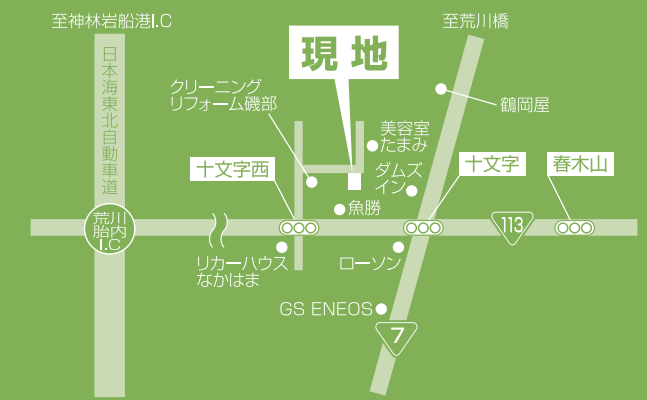 至神林岩船港I.C
至荒川橋
日本海東北自動車道
現地
クリーニング
リフォーム磯部
鶴岡屋
美容室
たまみ
十文字西
ダムズ
イン
十文字
春木山
魚勝
荒川
胎内
I.C
113
リカーハウス
なかはま
ローソン
GS ENEOS
7